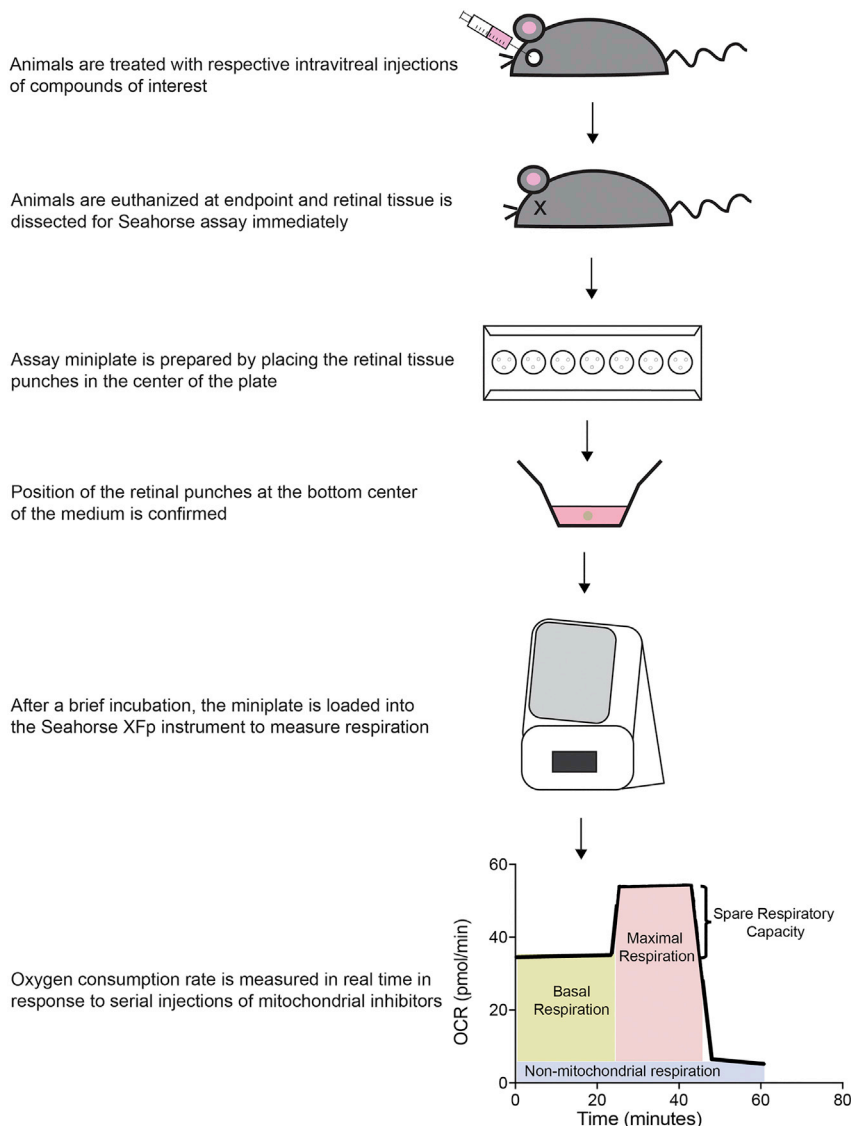 Animals are treated with respective intravitreal injections
of compounds of interest
Animals are euthanized at endpoint and retinal tissue is
dissected for Seahorse assay immediately
X
Assay miniplate is prepared by placing the retinal tissue
punches in the center of the plate
Position of the retinal punches at the bottom center
of the medium is confirmed
After a brief incubation, the miniplate is loaded into
the Seahorse XFp instrument to measure respiration
Oxygen consumption rate is measured in real time in
response to serial injections of mitochondrial inhibitors
OCR (pmol/min)
60
40
20
0
Spare Respiratory
Capacity
Maximal
Respiration
Basal
Respiration
Non-mitochondrial respiration
0 20 40 60 80
Time (minutes)